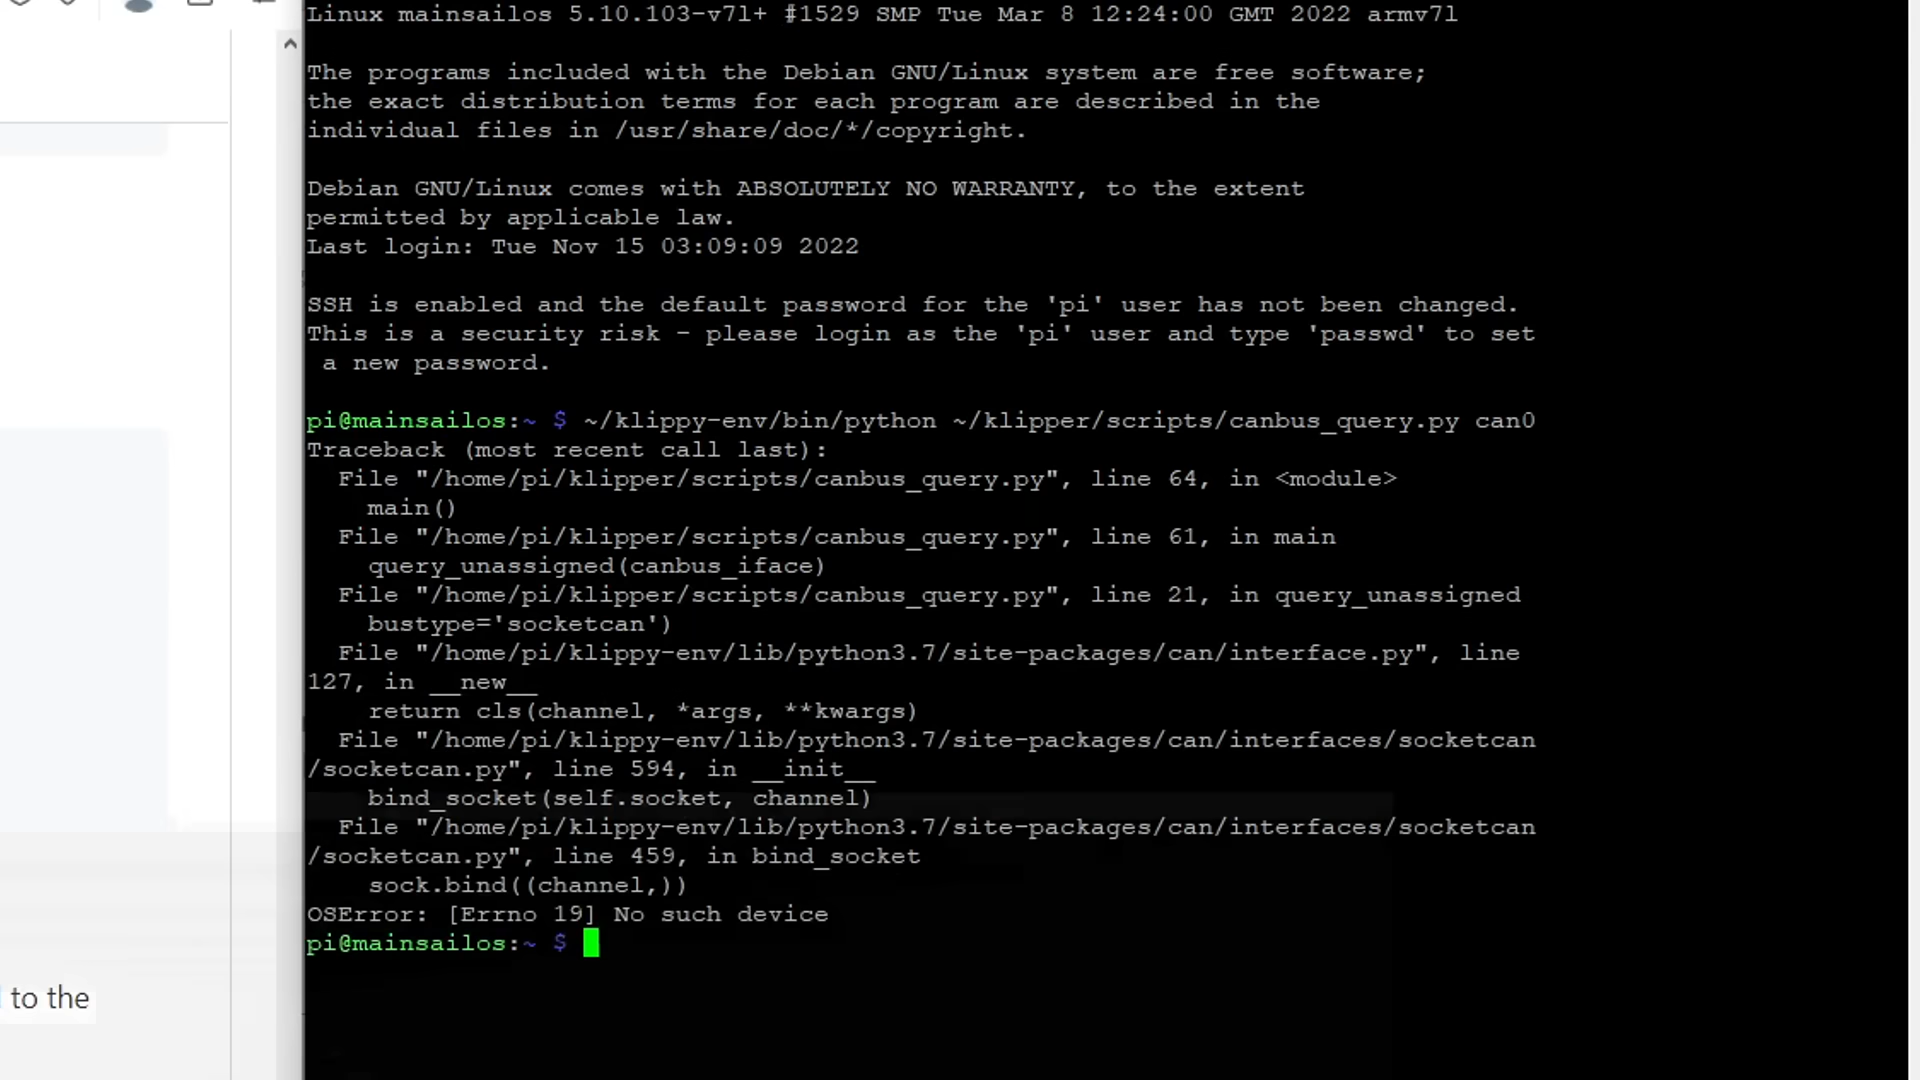 Linux mainsailos 5.10.103-v7l+ #1529 SMP Tue Mar 8 12:24:00 GMT 2022 armv7l
The programs included with the Debian GNU/Linux system are free software;
the exact distribution terms for each program are described in the
individual files in /usr/share/doc/*/copyright.
Debian GNU/Linux comes with ABSOLUTELY NO WARRANTY, to the extent
permitted by applicable law.
Last login: Tue Nov 15 03:09:09 2022
SSH is enabled and the default password for the 'pi' user has not been changed.
This is a security risk - please login as the 'pi' user and type 'passwd' to set
 a new password.
pi@mainsailos:~ $ ~/klippy-env/bin/python ~/klipper/scripts/canbus_query.py can0
Traceback (most recent call last):
  File "/home/pi/klipper/scripts/canbus_query.py", line 64, in <module>
    main()
  File "/home/pi/klipper/scripts/canbus_query.py", line 61, in main
    query_unassigned(canbus_iface)
  File "/home/pi/klipper/scripts/canbus_query.py", line 21, in query_unassigned
    bustype='socketcan')
  File "/home/pi/klippy-env/lib/python3.7/site-packages/can/interface.py", line
127, in __new__
    return cls(channel, *args, **kwargs)
  File "/home/pi/klippy-env/lib/python3.7/site-packages/can/interfaces/socketcan
/socketcan.py", line 594, in __init__
    bind_socket(self.socket, channel)
  File "/home/pi/klippy-env/lib/python3.7/site-packages/can/interfaces/socketcan
/socketcan.py", line 459, in bind_socket
    sock.bind((channel,))
OSError: [Errno 19] No such device
pi@mainsailos:~ $
to the